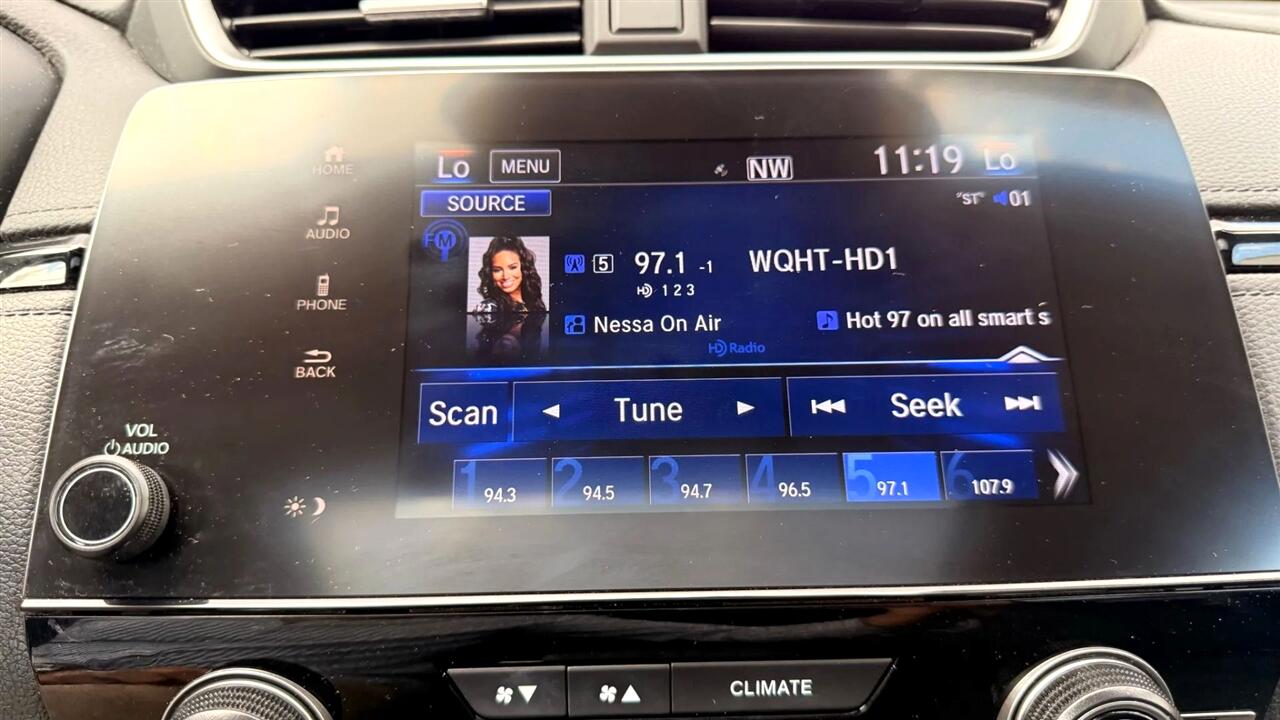 Lo MENU NW 11:19 Lo
HOME
SOURCE "ST" 01
AUDIO
FM
5 97.1 -1 WQHT-HD1
HD 1 2 3
PHONE
Nessa On Air Hot 97 on all smart s
HD Radio
BACK
Scan Tune Seek
VOL
AUDIO
1 94.3 2 94.5 3 94.7 4 96.5 5 97.1 6 107.9
CLIMATE